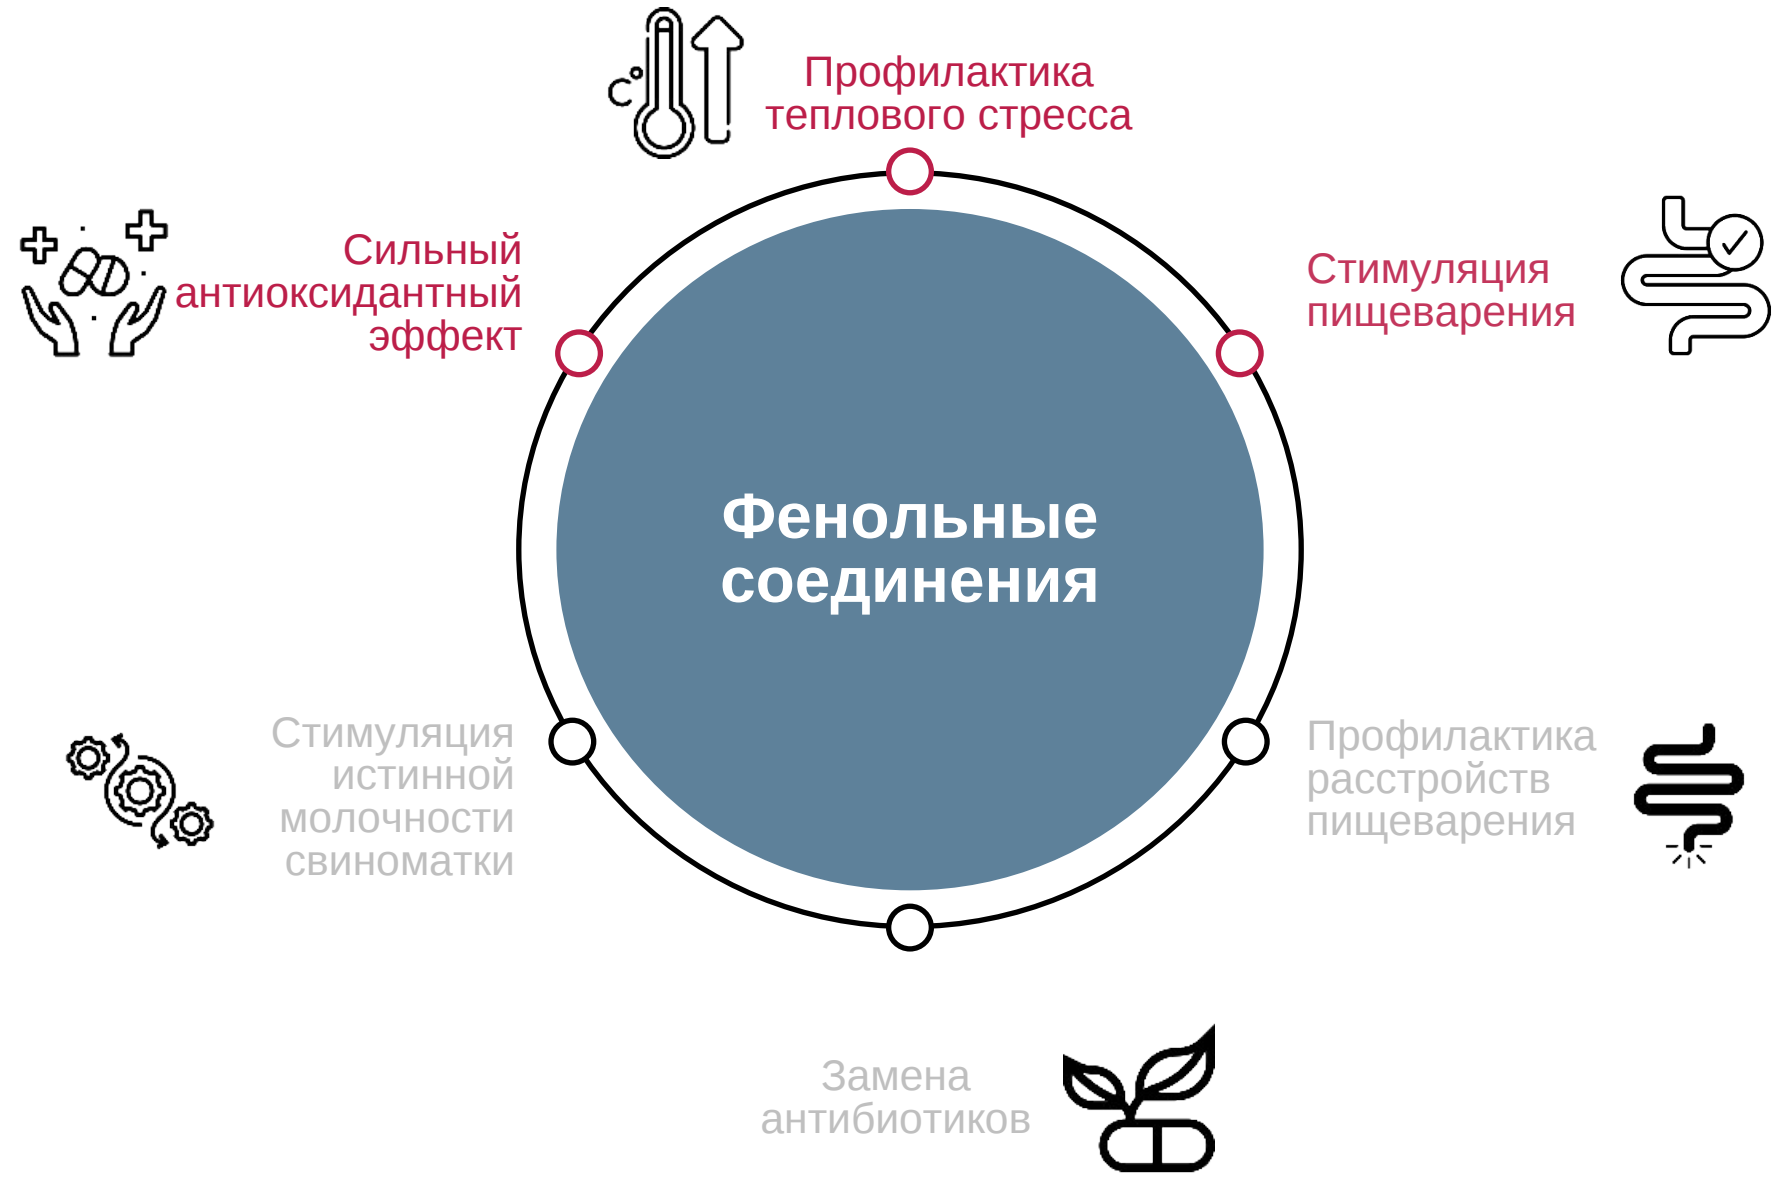 Профилактика
теплового стресса
Сильный
антиоксидантный
эффект
Стимуляция
пищеварения
Фенольные
соединения
Стимуляция
истинной
молочности
свиноматки
Профилактика
расстройств
пищеварения
Замена
антибиотиков
C°